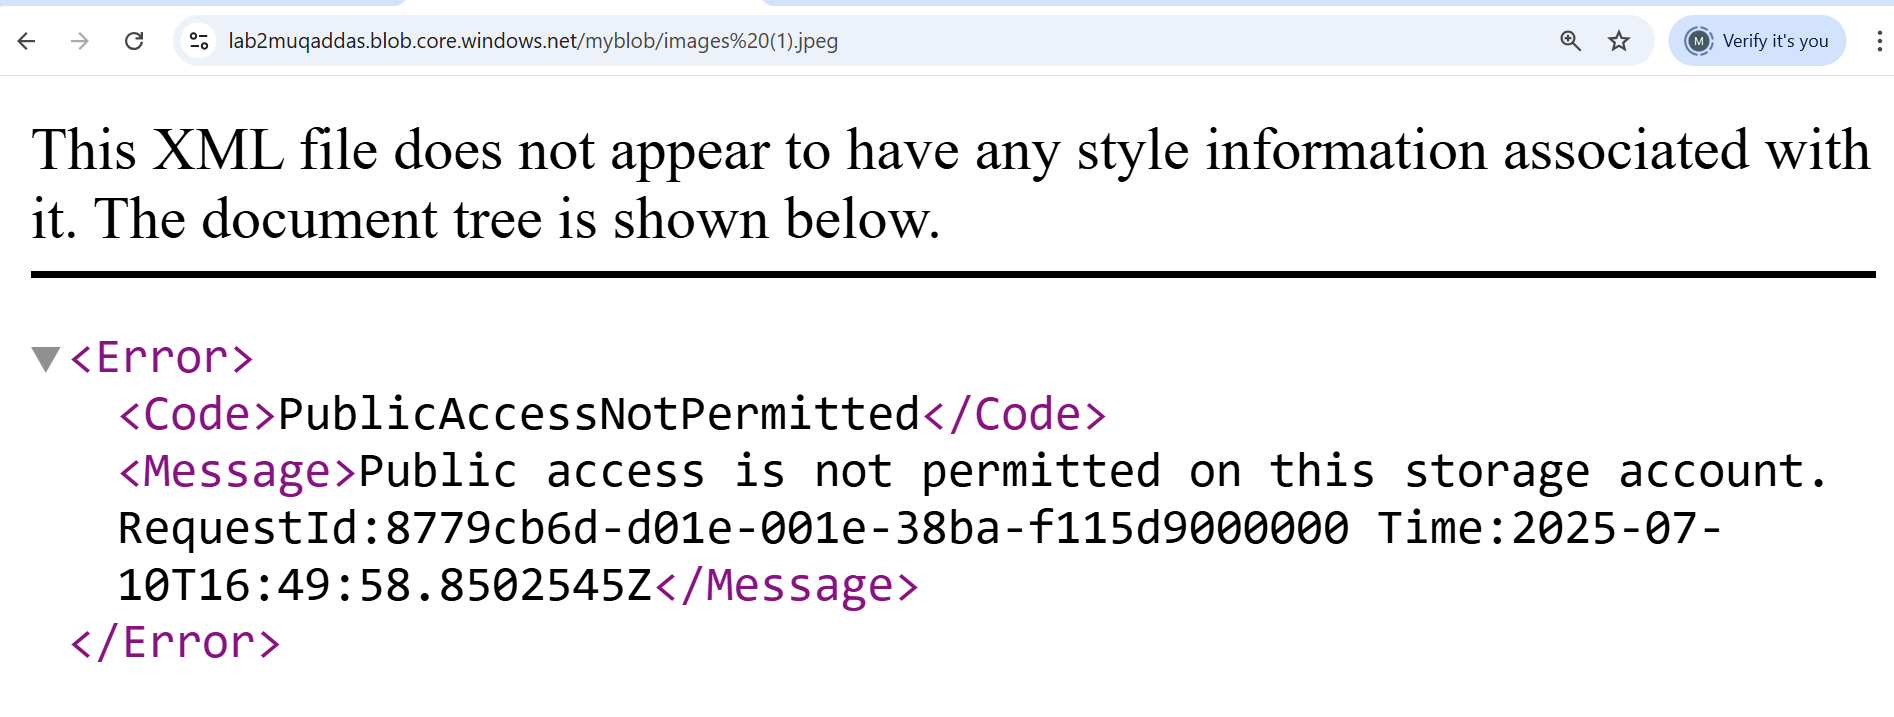 lab2muqaddas.blob.core.windows.net/myblob/images%20(1).jpeg
M Verify it's you
This XML file does not appear to have any style information associated with
it. The document tree is shown below.
<Error>
<Code>PublicAccessNotPermitted</Code>
<Message>Public access is not permitted on this storage account.
RequestId:8779cb6d-d01e-001e-38ba-f115d9000000 Time:2025-07-
10T16:49:58.8502545Z</Message>
</Error>